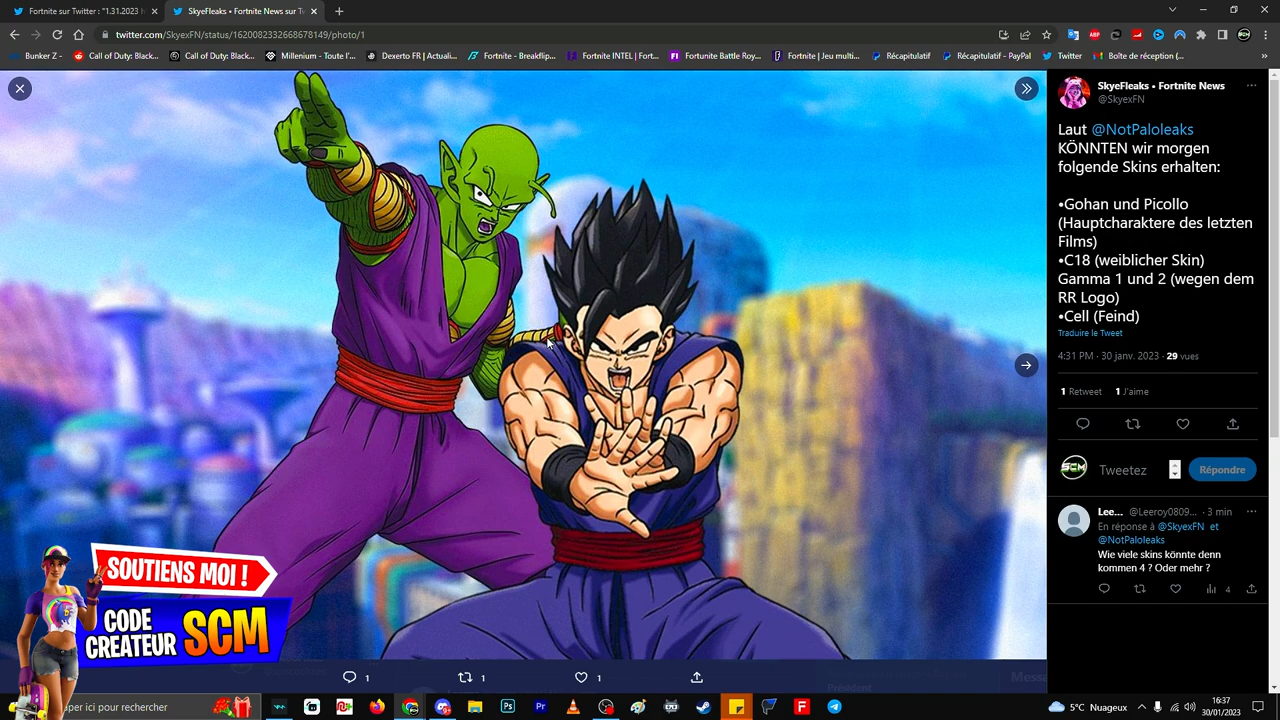 Fortnite sur Twitter : "1.31.2023
SkyeFleaks • Fortnite News sur Tv
twitter.com/SkyexFN/status/1620082332668678149/photo/1
Bunker Z -
Call of Duty: Black...
Call of Duty: Black...
Millenium - Toute l'...
Dexerto FR | Actuali...
Fortnite - Breakflip...
Fortnite INTEL | Fort...
Fortunite Battle Roy...
Fortnite | Jeu multi...
Récapitulatif
Récapitulatif - PayPal
Twitter
Boîte de réception (...
SkyeFleaks • Fortnite News
@SkyexFN
Laut @NotPaloleaks
KÖNNTEN wir morgen
folgende Skins erhalten:
•Gohan und Picollo
(Hauptcharaktere des letzten
Films)
•C18 (weiblicher Skin)
Gamma 1 und 2 (wegen dem
RR Logo)
•Cell (Feind)
Traduire le Tweet
4:31 PM · 30 janv. 2023 · 29 vues
1 Retweet 1 J'aime
SCM
Tweetez
Répondre
Lee... @Leeroy0809... · 3 min
En réponse à @SkyexFN et
@NotPaloleaks
Wie viele skins könnte denn
kommen 4 ? Oder mehr ?
4
SOUTIENS MOI !
CODE
CREATEUR SCM
1 1 1
per ici pour rechercher
5°C Nuageux
16:37
30/01/2023